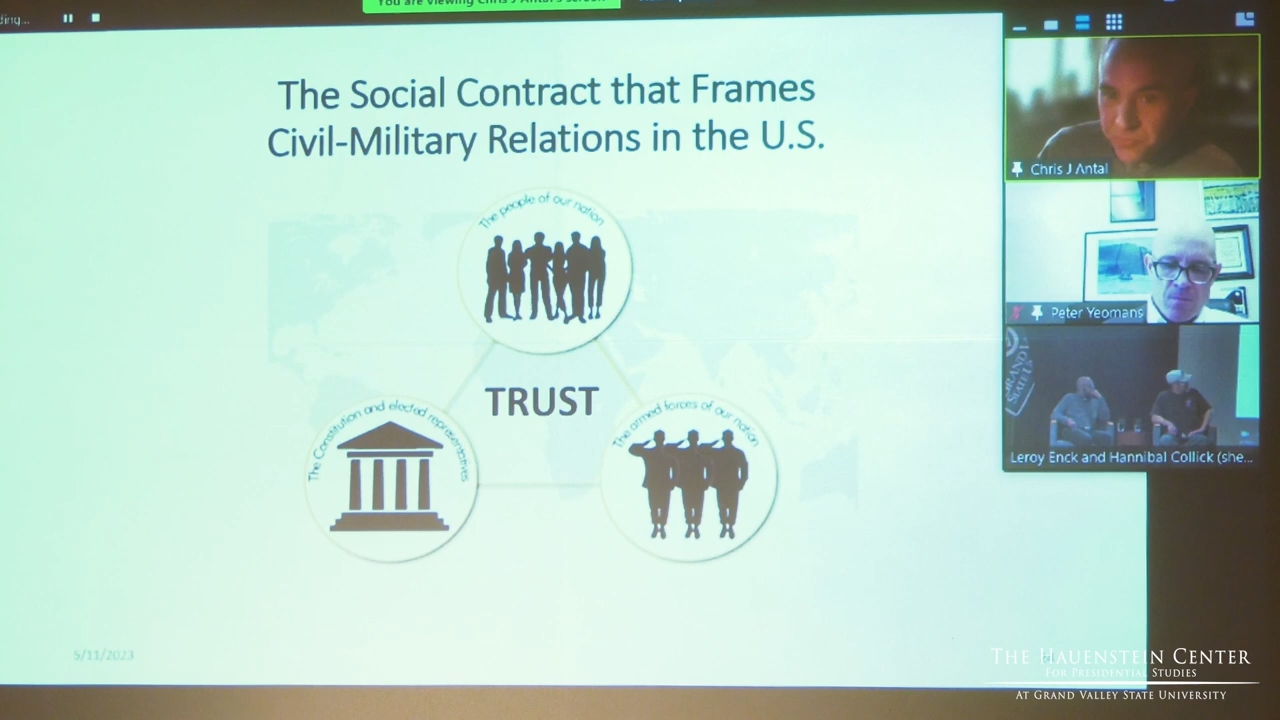 ding...
You are viewing Chris J Antal's screen
The Social Contract that Frames
Civil-Military Relations in the U.S.
The people of our nation
TRUST
The Constitution and elected representatives
The armed forces of our nation
5/11/2023
Chris J Antal
Peter Yeomans
GRAND
STATE U
Leroy Enck and Hannibal Collick (she...
THE HAUENSTEIN CENTER
FOR PRESIDENTIAL STUDIES
AT GRAND VALLEY STATE UNIVERSITY